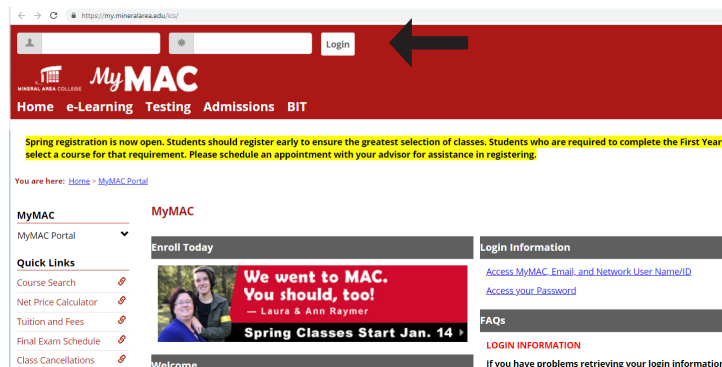 https://my.mineralarea.edu/ics/
Login
MINERAL AREA COLLEGE
MyMAC
Home e-Learning Testing Admissions BIT
Spring registration is now open. Students should register early to ensure the greatest selection of classes. Students who are required to complete the First Year
select a course for that requirement. Please schedule an appointment with your advisor for assistance in registering.
You are here: Home > MyMAC Portal
MyMAC
MyMAC Portal
Quick Links
Course Search
Net Price Calculator
Tuition and Fees
Final Exam Schedule
Class Cancellations
MyMAC
Enroll Today
We went to MAC.
You should, too!
— Laura & Ann Raymer
Spring Classes Start Jan. 14
Welcome
Login Information
Access MyMAC, Email, and Network User Name/ID
Access your Password
FAQs
LOGIN INFORMATION
If you have problems retrieving your login information